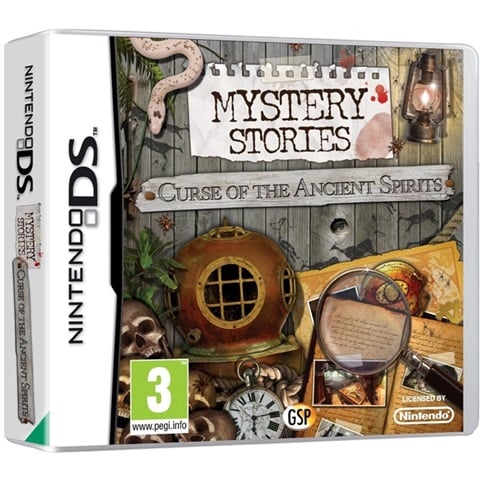 NINTENDO DS
MYSTERY
STORIES
CURSE OF THE ANCIENT SPIRITS
NINTENDO DS™
MYSTERY
STORIES
CURSE OF THE ANCIENT SPIRITS
3
www.pegi.info
GSP
LICENSED BY
Nintendo